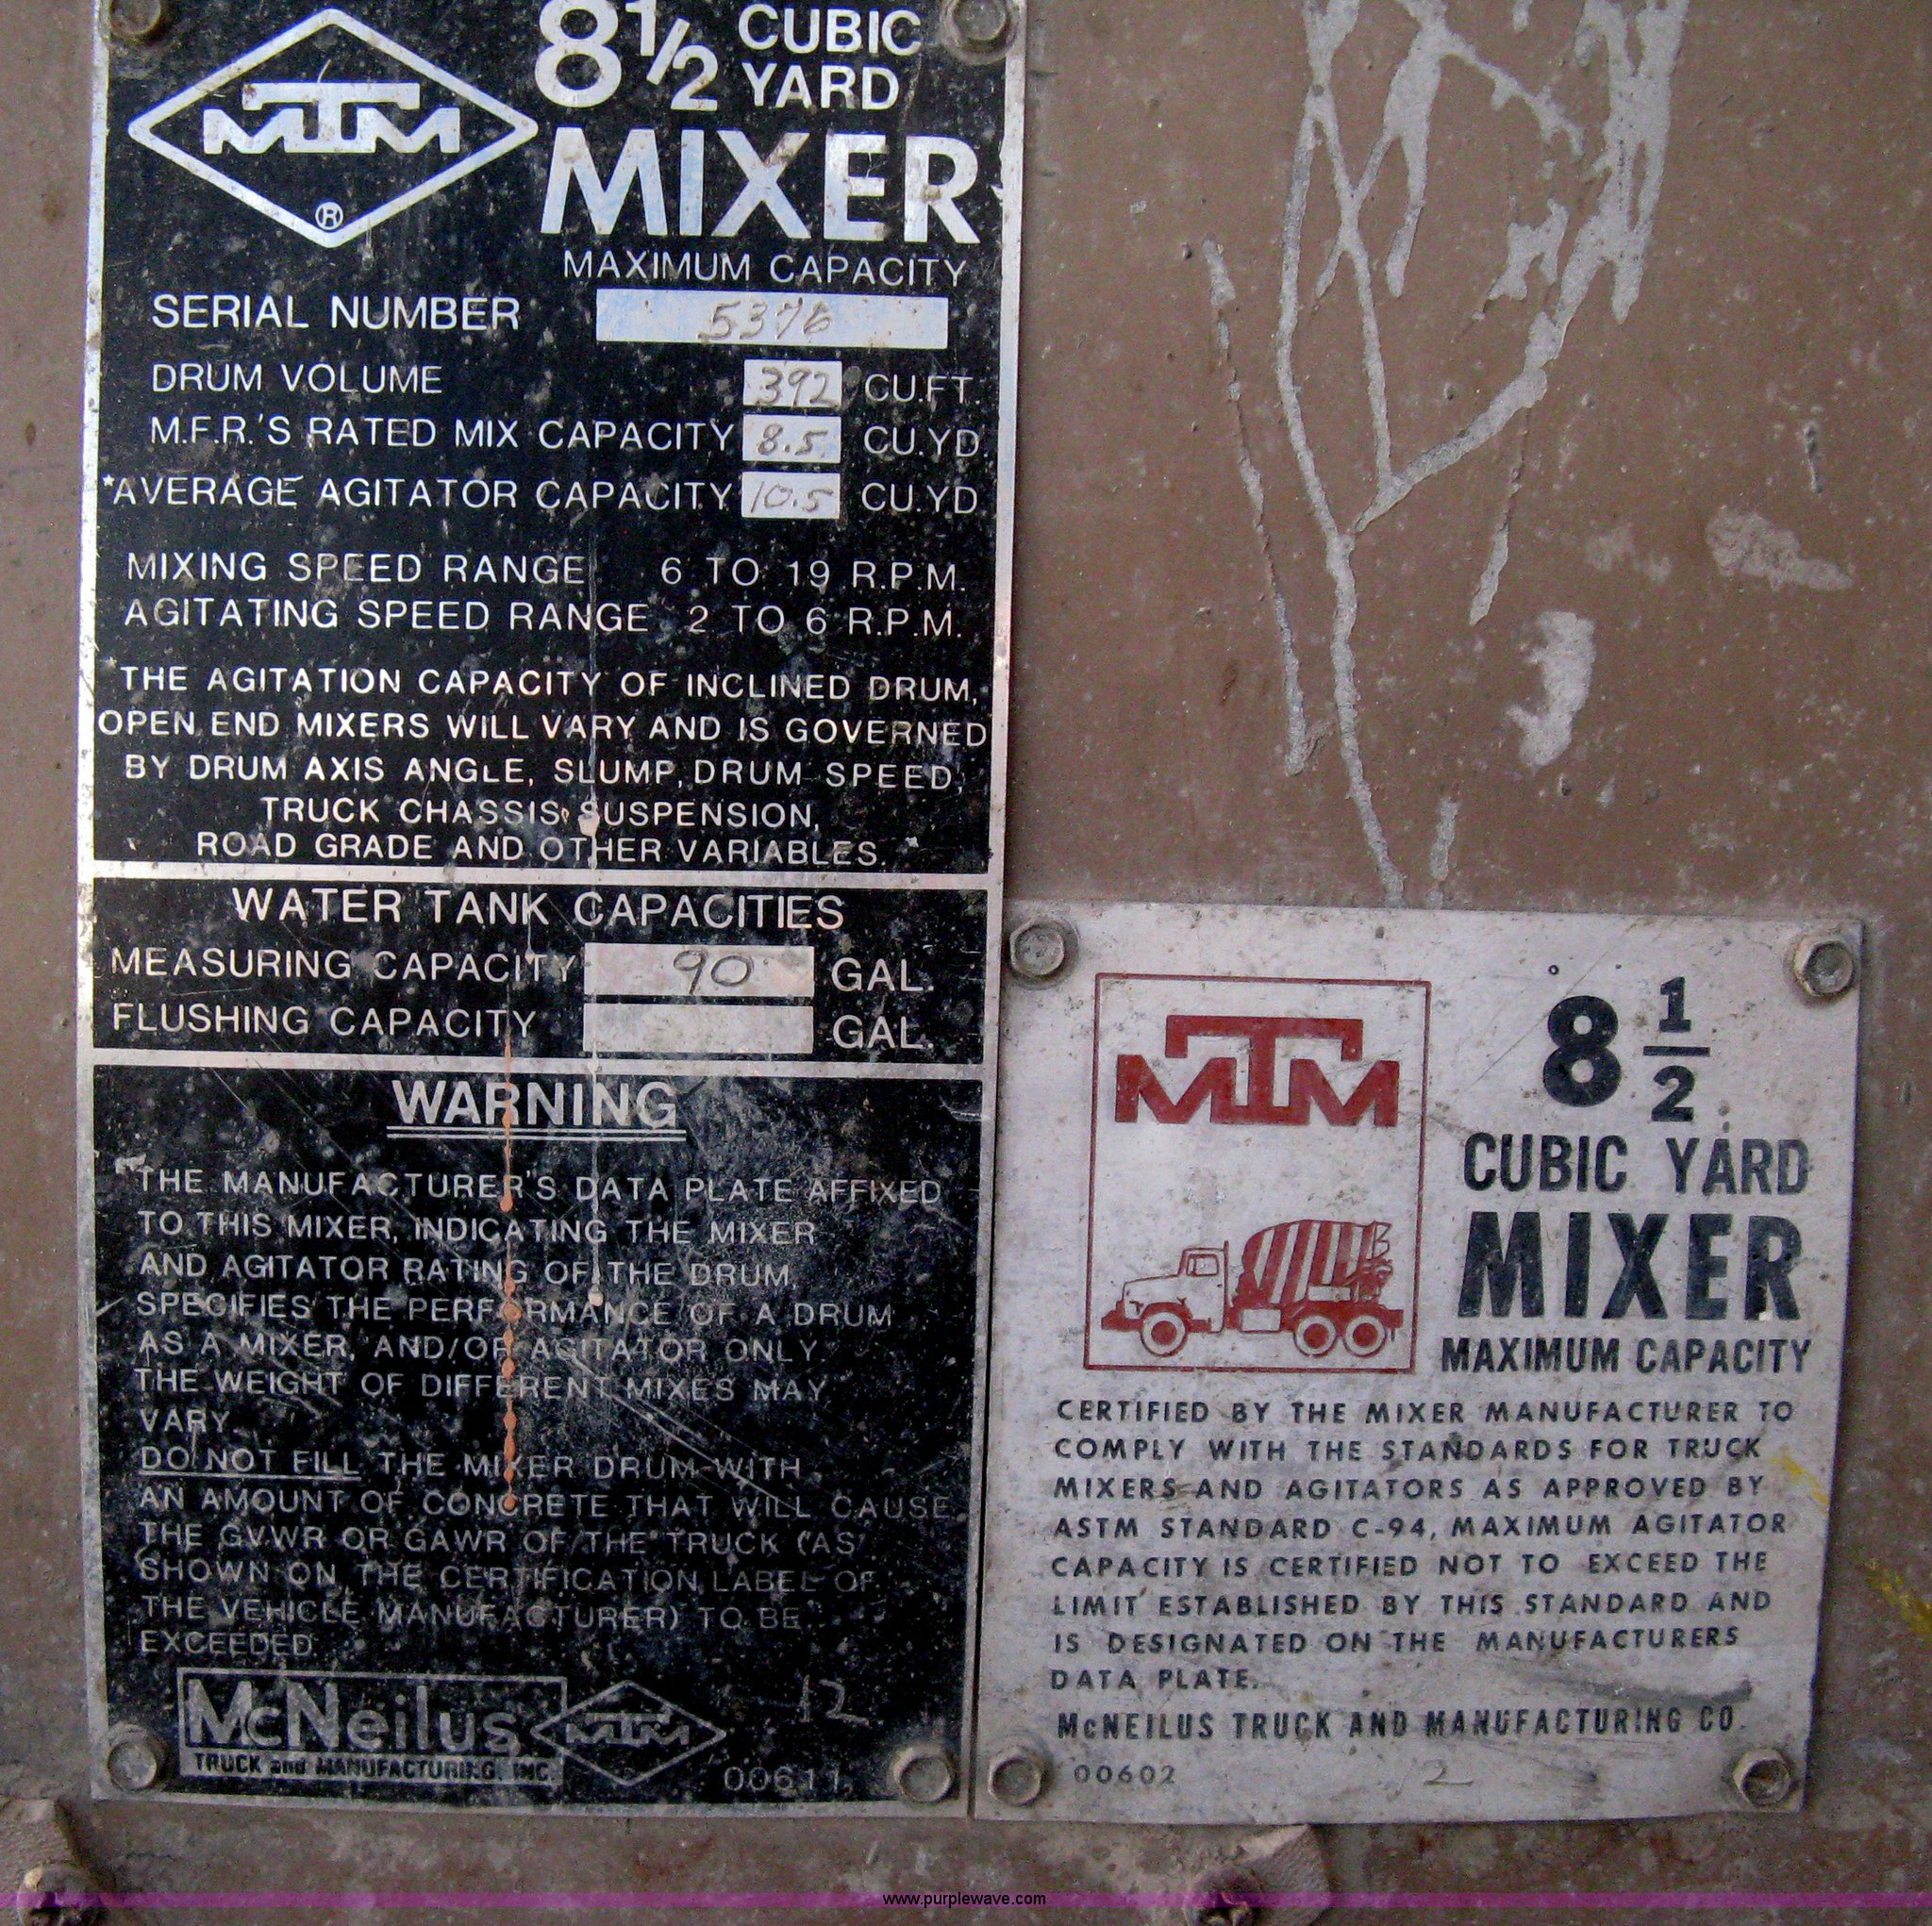 MTM
®
8 1/2 CUBIC
YARD
MIXER
MAXIMUM CAPACITY
SERIAL NUMBER 5376
DRUM VOLUME 392 CU.FT.
M.F.R.'S RATED MIX CAPACITY 8.5 CU.YD.
*AVERAGE AGITATOR CAPACITY 10.5 CU.YD
MIXING SPEED RANGE 6 TO 19 R.P.M.
AGITATING SPEED RANGE 2 TO 6 R.P.M.
*THE AGITATION CAPACITY OF INCLINED DRUM,
OPEN END MIXERS WILL VARY AND IS GOVERNED
BY DRUM AXIS ANGLE, SLUMP, DRUM SPEED,
TRUCK CHASSIS SUSPENSION,
ROAD GRADE AND OTHER VARIABLES.
WATER TANK CAPACITIES
MEASURING CAPACITY 90 GAL.
FLUSHING CAPACITY GAL.
WARNING
THE MANUFACTURER'S DATA PLATE AFFIXED
TO THIS MIXER, INDICATING THE MIXER
AND AGITATOR RATING OF THE DRUM,
SPECIFIES THE PERFORMANCE OF A DRUM
AS A MIXER, AND/OR AGITATOR ONLY.
THE WEIGHT OF DIFFERENT MIXES MAY
VARY.
DO NOT FILL THE MIXER DRUM WITH
AN AMOUNT OF CONCRETE THAT WILL CAUSE
THE GVWR OR GAWR OF THE TRUCK (AS
SHOWN ON THE CERTIFICATION LABEL OF
THE VEHICLE MANUFACTURER) TO BE
EXCEEDED.
McNeilus MTM 12
TRUCK and MANUFACTURING, INC.
00611
MTM
8 1/2
CUBIC YARD
MIXER
MAXIMUM CAPACITY
CERTIFIED BY THE MIXER MANUFACTURER TO
COMPLY WITH THE STANDARDS FOR TRUCK
MIXERS AND AGITATORS AS APPROVED BY
ASTM STANDARD C-94, MAXIMUM AGITATOR
CAPACITY IS CERTIFIED NOT TO EXCEED THE
LIMIT ESTABLISHED BY THIS STANDARD AND
IS DESIGNATED ON THE MANUFACTURERS
DATA PLATE.
McNEILUS TRUCK AND MANUFACTURING CO.
00602 12
www.purplewave.com